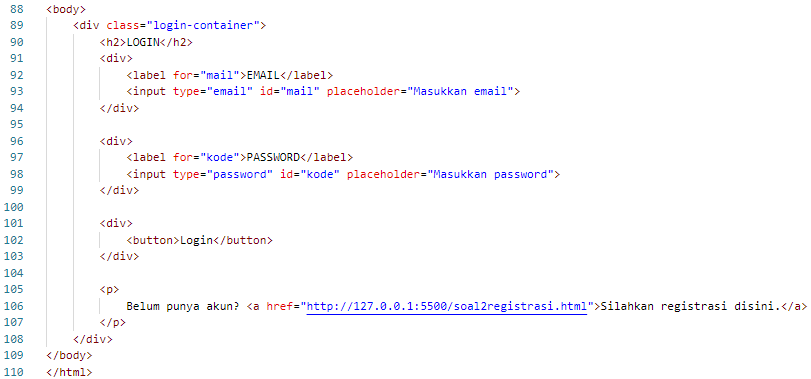 88 <body>
89 <div class="login-container">
90 <h2>LOGIN</h2>
91 <div>
92 <label for="mail">EMAIL</label>
93 <input type="email" id="mail" placeholder="Masukkan email">
94 </div>
95
96 <div>
97 <label for="kode">PASSWORD</label>
98 <input type="password" id="kode" placeholder="Masukkan password">
99 </div>
100
101 <div>
102 <button>Login</button>
103 </div>
104
105 <p>
106 Belum punya akun? <a href="http://127.0.0.1:5500/soal2registrasi.html">Silahkan registrasi disini.</a>
107 </p>
108 </div>
109 </body>
110 </html>